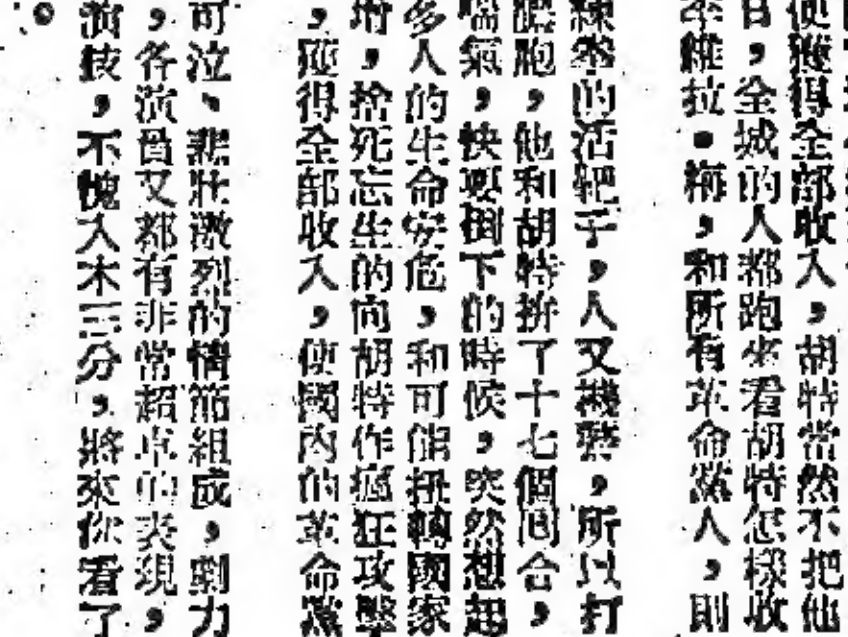 便獲得全部收入，胡特當然不把他
日，全城的人都跑來看胡特怎樣收
維拉·梅，和所有革命黨人，則
練拳的活靶子，人又機警，所以打
他和胡特拚了十七個回合，
喘氣，快要倒下的時候，突然想起
多人的生命安危，和可能扭轉國家
增，捨死忘生的向胡特作瘋狂攻擊
，獲得全部收入，使國內的革命黨
可泣、悲壯激烈的情節組成，劇力
，各演員又都有非常超卓的表現，
演技，不愧入木三分，將來你看了
。